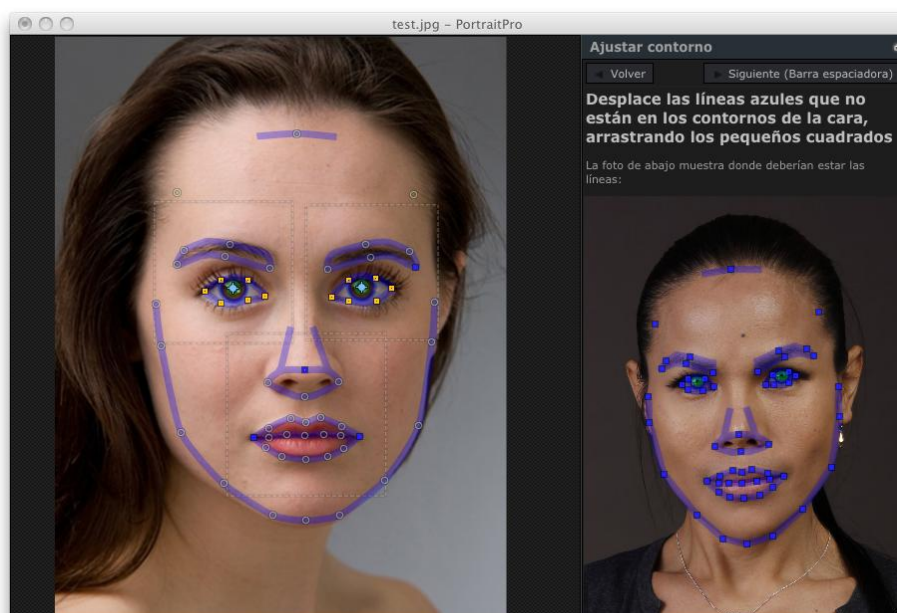 test.jpg – PortraitPro
Ajustar contorno
Volver
Siguiente (Barra espaciadora)
Desplace las líneas azules que no
están en los contornos de la cara,
arrastrando los pequeños cuadrados
La foto de abajo muestra donde deberían estar las
líneas: